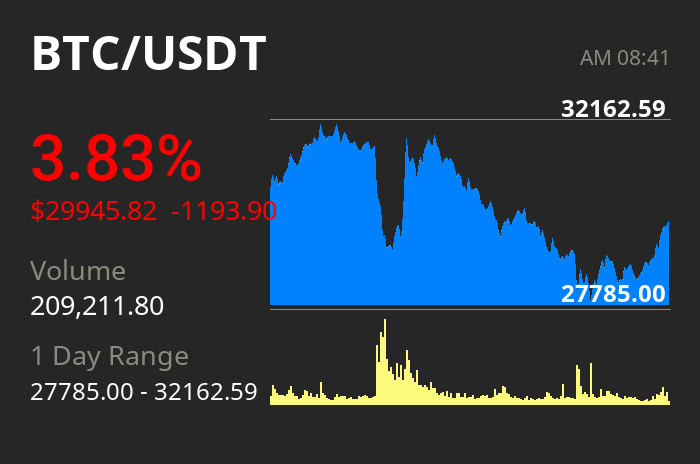 BTC/USDT
AM 08:41
32162.59
3.83%
$29945.82 -1193.90
Volume
209,211.80
27785.00
1 Day Range
27785.00 - 32162.59